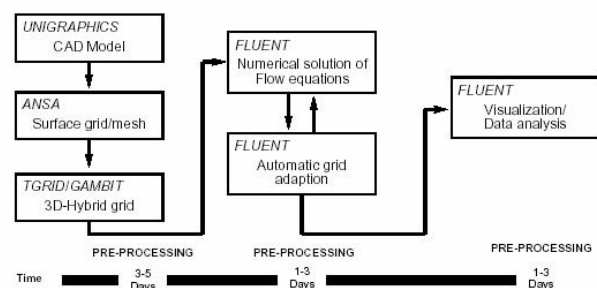 UNIGRAPHICS
CAD Model
ANSA
Surface grid/mesh
TGRID/GAMBIT
3D-Hybrid grid
FLUENT
Numerical solution of
Flow equations
FLUENT
Automatic grid
adaption
FLUENT
Visualization/
Data analysis
PRE-PROCESSING
PRE-PROCESSING
PRE-PROCESSING
Time
3-5
Days
1-3
Days
1-3
Days